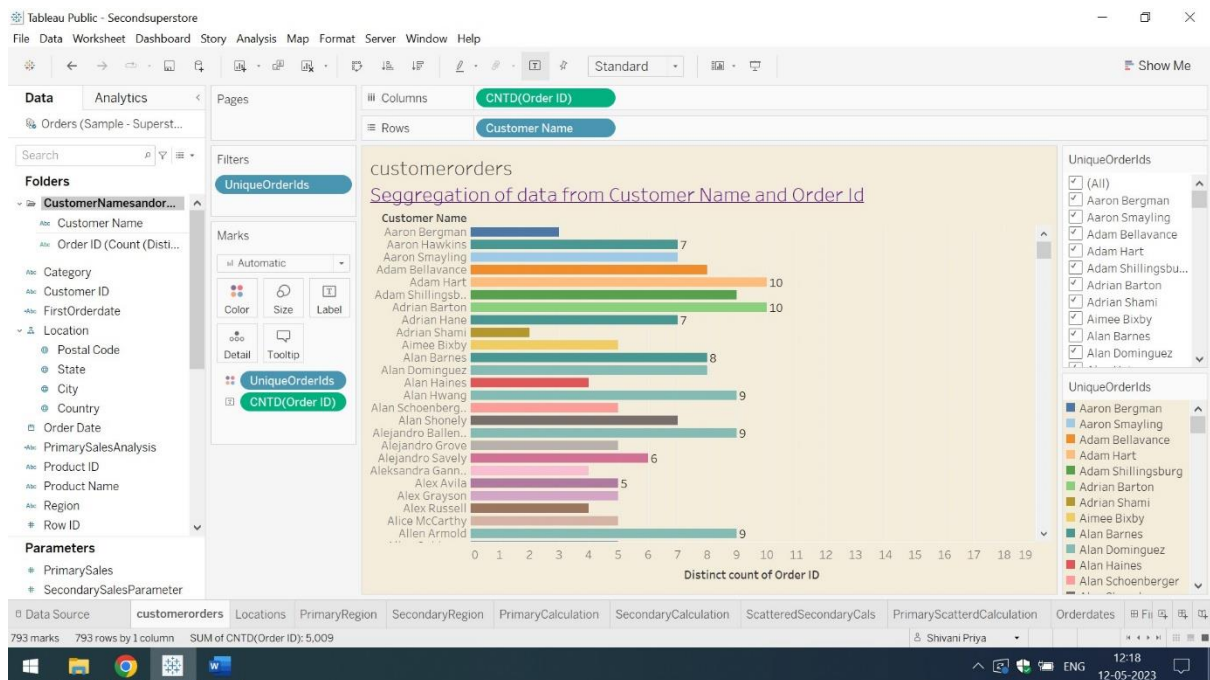 Tableau Public - Secondsuperstore
File Data Worksheet Dashboard Story Analysis Map Format Server Window Help
Standard
Show Me
Data Analytics
Orders (Sample - Superst...
Search
Folders
CustomerNamesandor...
Customer Name
Order ID (Count (Disti...
Category
Customer ID
FirstOrderdate
Location
Postal Code
State
City
Country
Order Date
PrimarySalesAnalysis
Product ID
Product Name
Region
Row ID
Parameters
PrimarySales
SecondarySalesParameter
Pages
Filters
UniqueOrderIds
Marks
Automatic
Color Size Label
Detail Tooltip
UniqueOrderIds
CNTD(Order ID)
Columns CNTD(Order ID)
Rows Customer Name
customerorders
Seggregation of data from Customer Name and Order Id
Customer Name
Aaron Bergman
Aaron Hawkins 7
Aaron Smayling
Adam Bellavance
Adam Hart 10
Adam Shillingsb..
Adrian Barton 10
Adrian Hane 7
Adrian Shami
Aimee Bixby
Alan Barnes 8
Alan Dominguez
Alan Haines
Alan Hwang 9
Alan Schoenberg..
Alan Shonely
Alejandro Ballen.. 9
Alejandro Grove
Alejandro Savely 6
Aleksandra Gann..
Alex Avila 5
Alex Grayson
Alex Russell
Alice McCarthy
Allen Armold 9
0 1 2 3 4 5 6 7 8 9 10 11 12 13 14 15 16 17 18 19
Distinct count of Order ID
UniqueOrderIds
(All)
Aaron Bergman
Aaron Smayling
Adam Bellavance
Adam Hart
Adam Shillingsbu...
Adrian Barton
Adrian Shami
Aimee Bixby
Alan Barnes
Alan Dominguez
UniqueOrderIds
Aaron Bergman
Aaron Smayling
Adam Bellavance
Adam Hart
Adam Shillingsburg
Adrian Barton
Adrian Shami
Aimee Bixby
Alan Barnes
Alan Dominguez
Alan Haines
Alan Schoenberger
Data Source customerorders Locations PrimaryRegion SecondaryRegion PrimaryCalculation SecondaryCalculation ScatteredSecondaryCals PrimaryScatterdCalculation Orderdates Fii
793 marks 793 rows by 1 column SUM of CNTD(Order ID): 5,009
Shivani Priya
ENG
12:18
12-05-2023